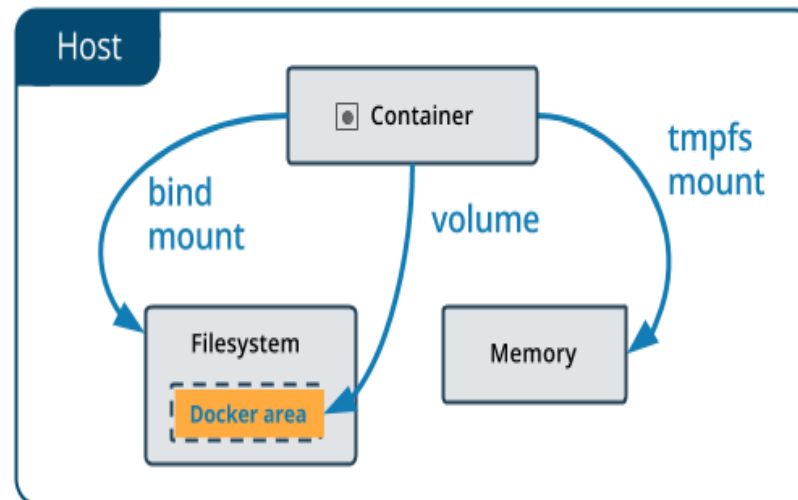 Host
Container
bind
mount
volume
tmpfs
mount
Filesystem
Docker area
Memory